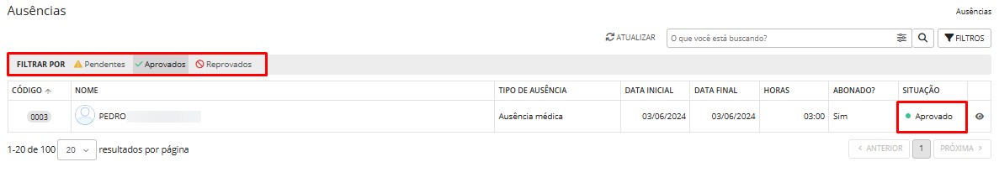 Ausências
Ausências
ATUALIZAR O que você está buscando? FILTROS
FILTRAR POR Pendentes Aprovados Reprovados
CÓDIGO NOME TIPO DE AUSÊNCIA DATA INICIAL DATA FINAL HORAS ABONADO? SITUAÇÃO
0003 PEDRO Ausência médica 03/06/2024 03/06/2024 03:00 Sim Aprovado
1-20 de 100 20 resultados por página ANTERIOR 1 PRÓXIMA